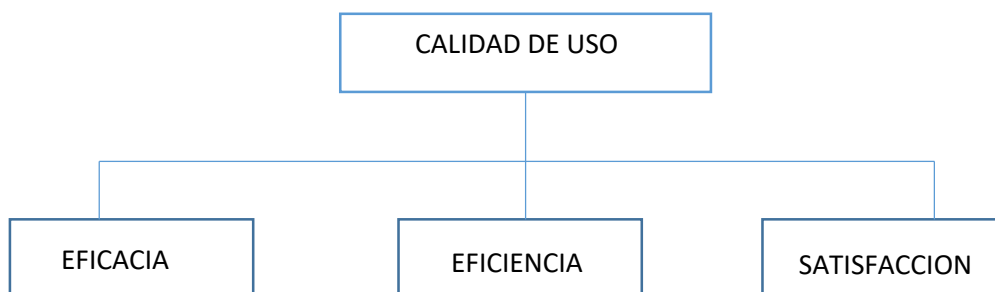 CALIDAD DE USO
EFICACIA
EFICIENCIA
SATISFACCION